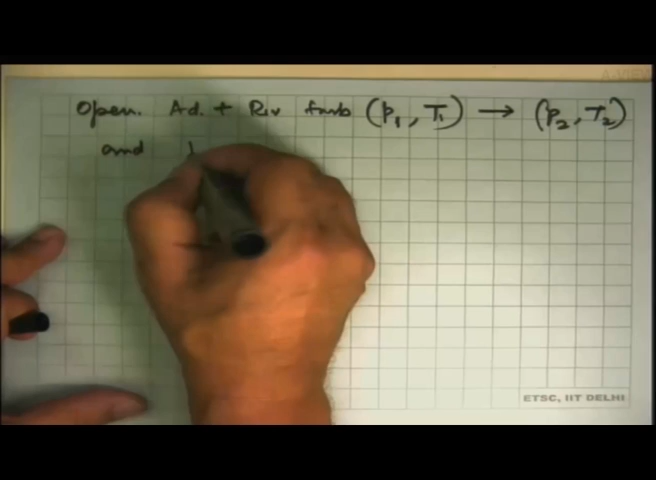 Open. Ad. + Rev turb (P₁, T₁) → (P₂, T₂)
and
ETSC, IIT DELHI